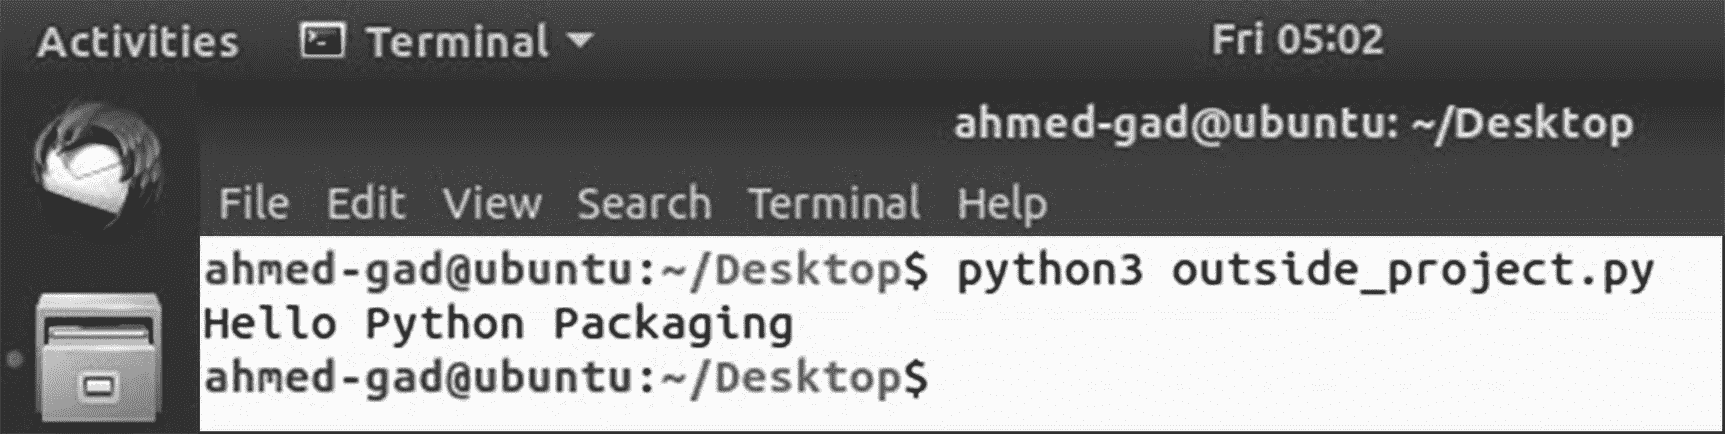 Activities Terminal Fri 05:02
ahmed-gad@ubuntu: ~/Desktop
File Edit View Search Terminal Help
ahmed-gad@ubuntu:~/Desktop$ python3 outside_project.py
Hello Python Packaging
ahmed-gad@ubuntu:~/Desktop$